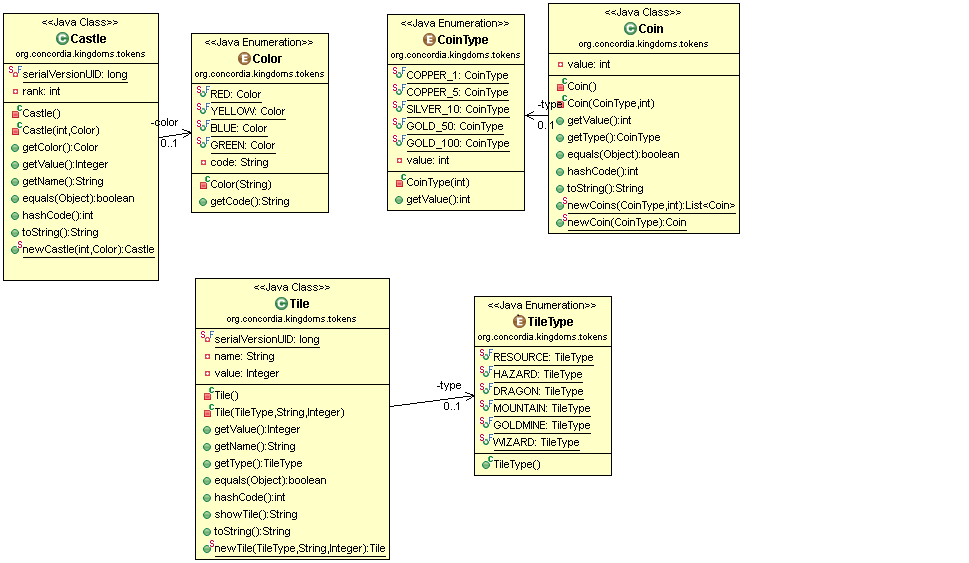 <<Java Class>>
Castle
org.concordia.kingdoms.tokens
serialVersionUID: long
rank: int
Castle()
Castle(int,Color)
getColor():Color
getValue():Integer
getName():String
equals(Object):boolean
hashCode():int
toString():String
newCastle(int,Color):Castle
-color
0..1
<<Java Enumeration>>
Color
org.concordia.kingdoms.tokens
RED: Color
YELLOW: Color
BLUE: Color
GREEN: Color
code: String
Color(String)
getCode():String
<<Java Enumeration>>
CoinType
org.concordia.kingdoms.tokens
COPPER_1: CoinType
COPPER_5: CoinType
SILVER_10: CoinType
GOLD_50: CoinType
GOLD_100: CoinType
value: int
CoinType(int)
getValue():int
-type
0..1
<<Java Class>>
Coin
org.concordia.kingdoms.tokens
value: int
Coin()
Coin(CoinType,int)
getValue():int
getType():CoinType
equals(Object):boolean
hashCode():int
toString():String
newCoins(CoinType,int):List<Coin>
newCoin(CoinType):Coin
<<Java Class>>
Tile
org.concordia.kingdoms.tokens
serialVersionUID: long
name: String
value: Integer
Tile()
Tile(TileType,String,Integer)
getValue():Integer
getName():String
getType():TileType
equals(Object):boolean
hashCode():int
showTile():String
toString():String
newTile(TileType,String,Integer):Tile
-type
0..1
<<Java Enumeration>>
TileType
org.concordia.kingdoms.tokens
RESOURCE: TileType
HAZARD: TileType
DRAGON: TileType
MOUNTAIN: TileType
GOLDMINE: TileType
WIZARD: TileType
TileType()